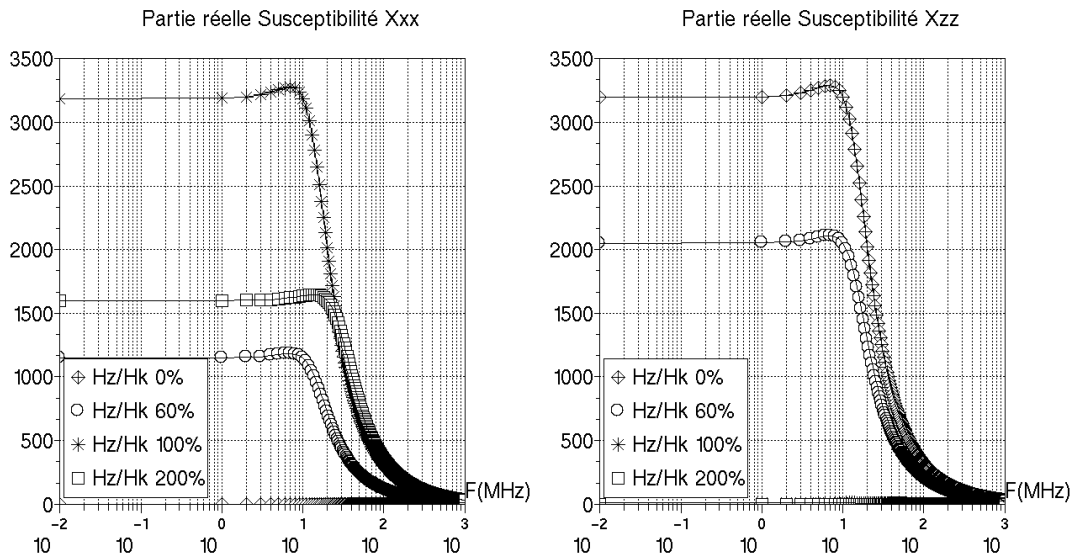 Partie réelle Susceptibilité Xxx
3500
3000
2500
2000
1500
1000
500
0
Hz/Hk 0%
Hz/Hk 60%
Hz/Hk 100%
Hz/Hk 200%
F(MHz)
-2 -1 0 1 2 3
10 10 10 10 10 10
Partie réelle Susceptibilité Xzz
3500
3000
2500
2000
1500
1000
500
0
Hz/Hk 0%
Hz/Hk 60%
Hz/Hk 100%
Hz/Hk 200%
F(MHz)
-2 -1 0 1 2 3
10 10 10 10 10 10